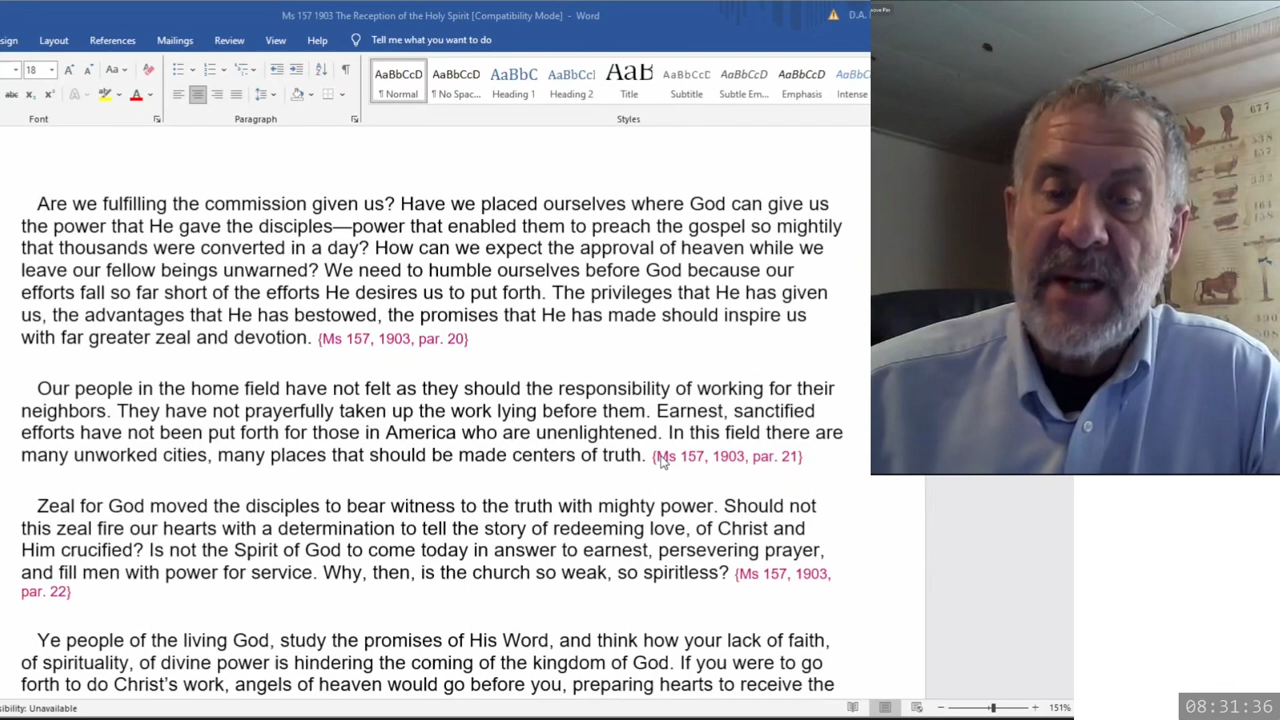 Ms 157 1903 The Reception of the Holy Spirit [Compatibility Mode] - Word
D.A.
sign Layout References Mailings Review View Help Tell me what you want to do
18 Aa
AaBbCcD AaBbCcD AaBbC AaBbCcl AaB AaBbCcD AaBbCcD AaBbCcD AaBbCc
¶ Normal ¶ No Spac... Heading 1 Heading 2 Title Subtitle Subtle Em... Emphasis Intense
Font Paragraph Styles
Are we fulfilling the commission given us? Have we placed ourselves where God can give us
the power that He gave the disciples—power that enabled them to preach the gospel so mightily
that thousands were converted in a day? How can we expect the approval of heaven while we
leave our fellow beings unwarned? We need to humble ourselves before God because our
efforts fall so far short of the efforts He desires us to put forth. The privileges that He has given
us, the advantages that He has bestowed, the promises that He has made should inspire us
with far greater zeal and devotion. {Ms 157, 1903, par. 20}
Our people in the home field have not felt as they should the responsibility of working for their
neighbors. They have not prayerfully taken up the work lying before them. Earnest, sanctified
efforts have not been put forth for those in America who are unenlightened. In this field there are
many unworked cities, many places that should be made centers of truth. {Ms 157, 1903, par. 21}
Zeal for God moved the disciples to bear witness to the truth with mighty power. Should not
this zeal fire our hearts with a determination to tell the story of redeeming love, of Christ and
Him crucified? Is not the Spirit of God to come today in answer to earnest, persevering prayer,
and fill men with power for service. Why, then, is the church so weak, so spiritless? {Ms 157, 1903,
par. 22}
Ye people of the living God, study the promises of His Word, and think how your lack of faith,
of spirituality, of divine power is hindering the coming of the kingdom of God. If you were to go
forth to do Christ's work, angels of heaven would go before you, preparing hearts to receive the
sibility: Unavailable
151%
677
538
08:31:36